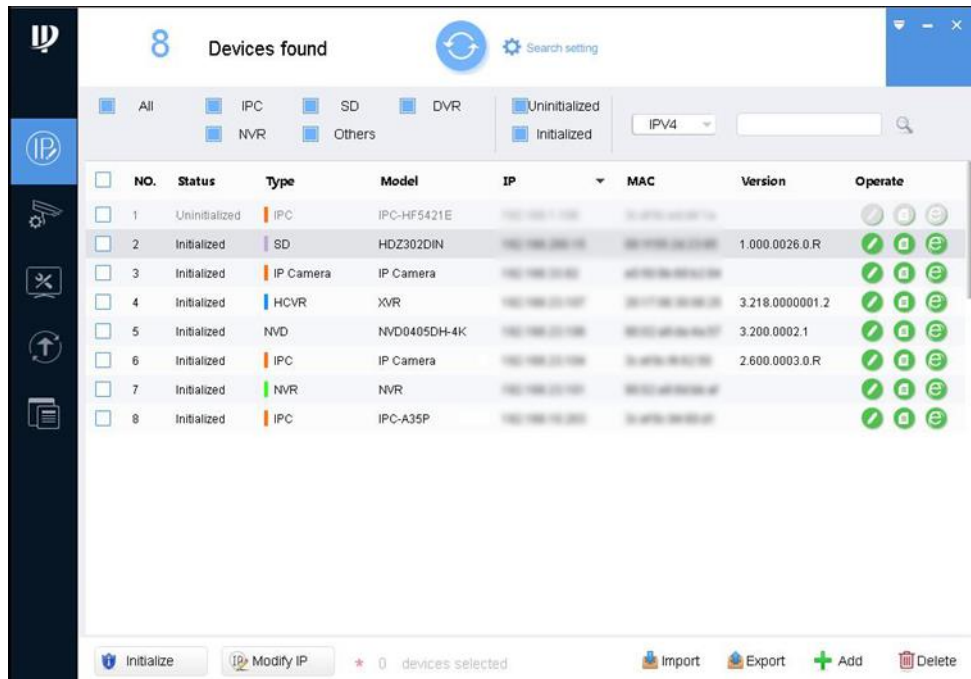 8 Devices found Search setting
All IPC SD DVR Uninitialized
NVR Others Initialized IPV4
NO. Status Type Model IP MAC Version Operate
1 Uninitialized IPC IPC-HF5421E
2 Initialized SD HDZ302DIN 1.000.0026.0.R
3 Initialized IP Camera IP Camera
4 Initialized HCVR XVR 3.218.0000001.2
5 Initialized NVD NVD0405DH-4K 3.200.0002.1
6 Initialized IPC IP Camera 2.600.0003.0.R
7 Initialized NVR NVR
8 Initialized IPC IPC-A35P
Initialize IP Modify IP * 0 devices selected Import Export Add Delete